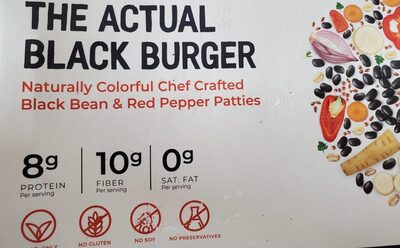 THE ACTUAL
BLACK BURGER
Naturally Colorful Chef Crafted
Black Bean & Red Pepper Patties
8g
PROTEIN
Per serving
10g
FIBER
Per serving
0g
SAT. FAT
Per serving
ONLY
NO GLUTEN
NO SOY
NO PRESERVATIVES